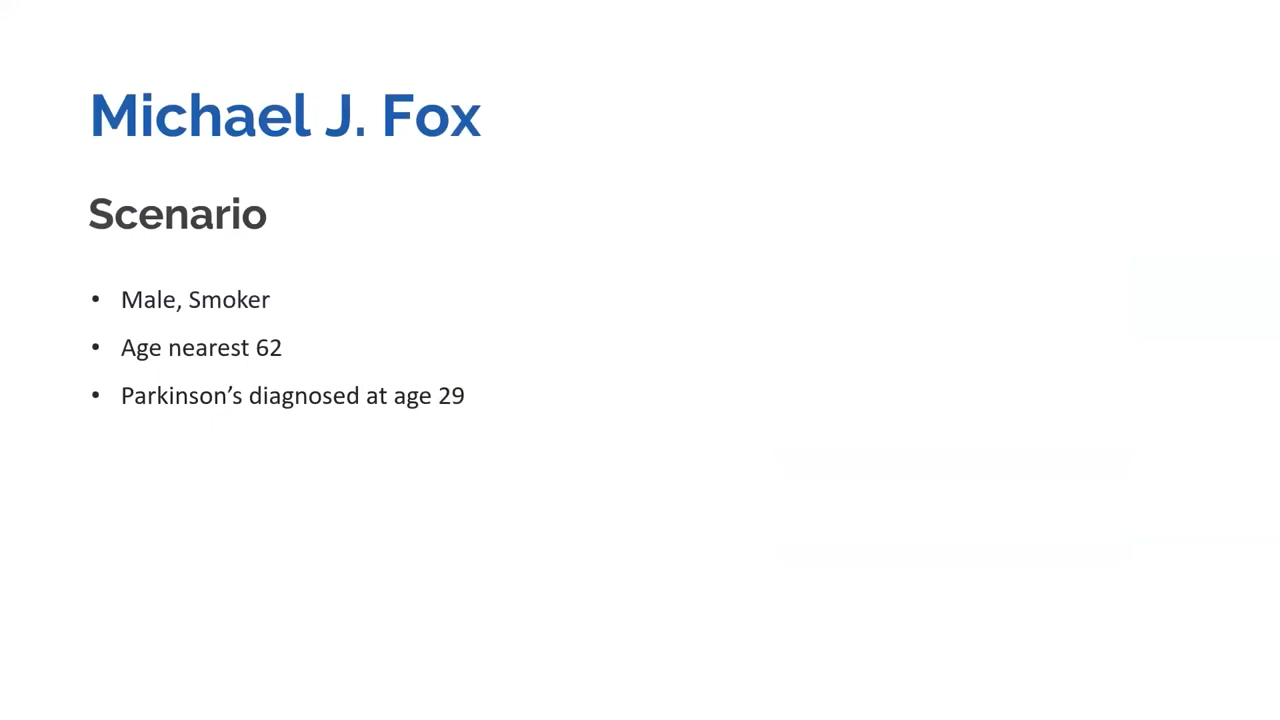 Michael J. Fox
Scenario
• Male, Smoker
• Age nearest 62
• Parkinson’s diagnosed at age 29